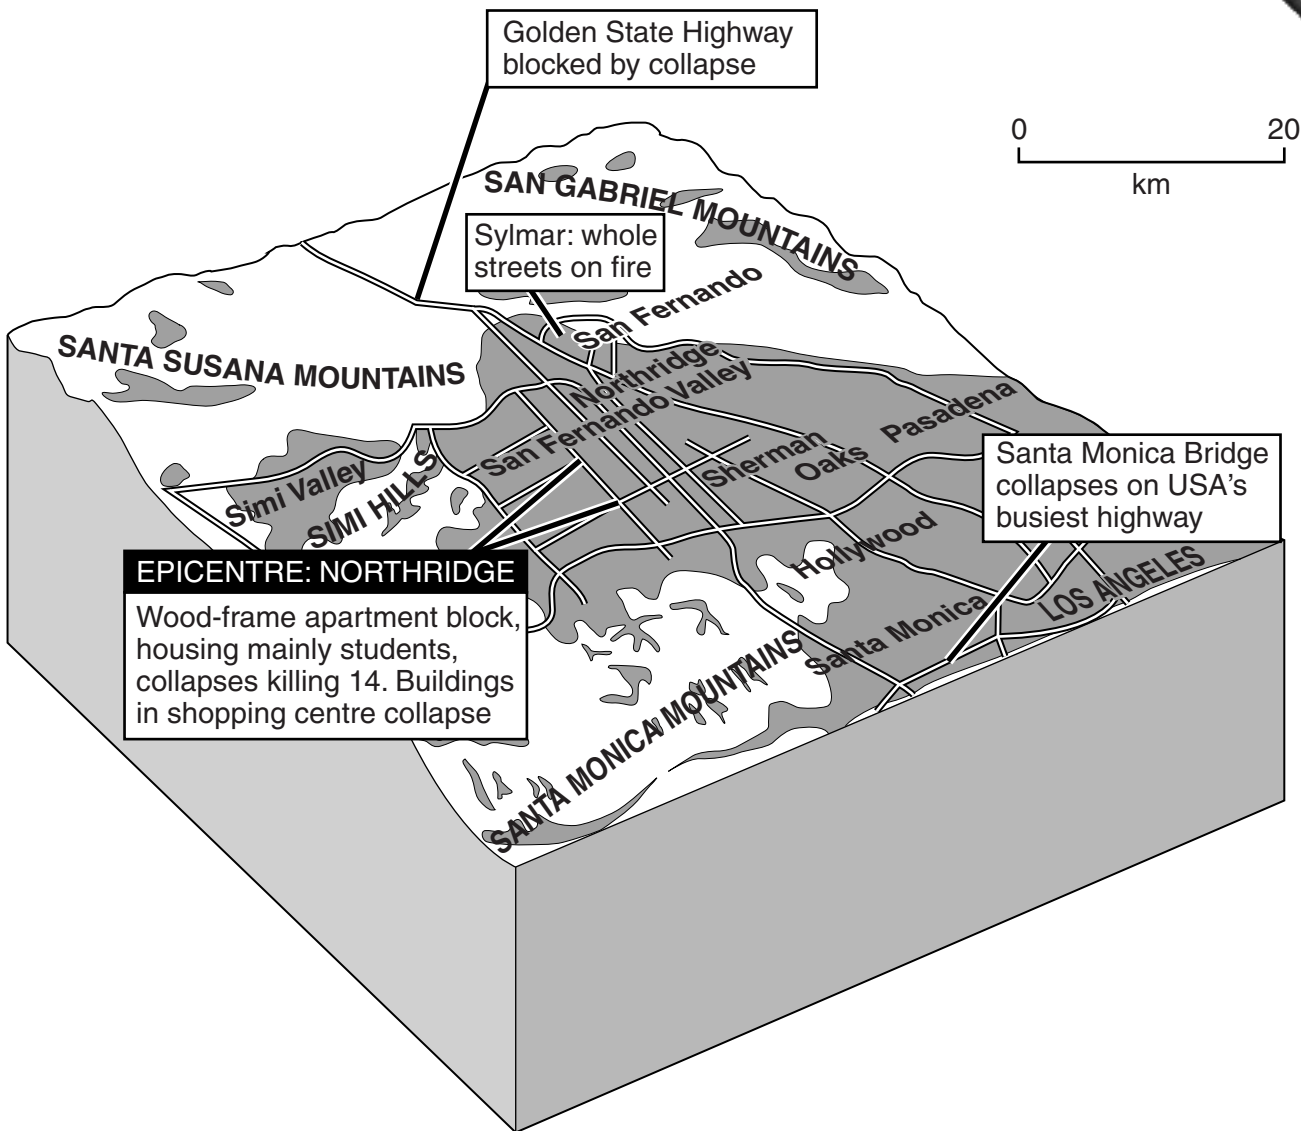 Golden State Highway
blocked by collapse
0 20
km
SAN GABRIEL MOUNTAINS
Sylmar: whole
streets on fire
San Fernando
SANTA SUSANA MOUNTAINS
Northridge
San Fernando Valley
Pasadena
Sherman
Oaks
Santa Monica Bridge
collapses on USA's
busiest highway
Simi Valley
SIMI HILLS
Hollywood
LOS ANGELES
EPICENTRE: NORTHRIDGE
Wood-frame apartment block,
housing mainly students,
collapses killing 14. Buildings
in shopping centre collapse
Santa Monica
SANTA MONICA MOUNTAINS